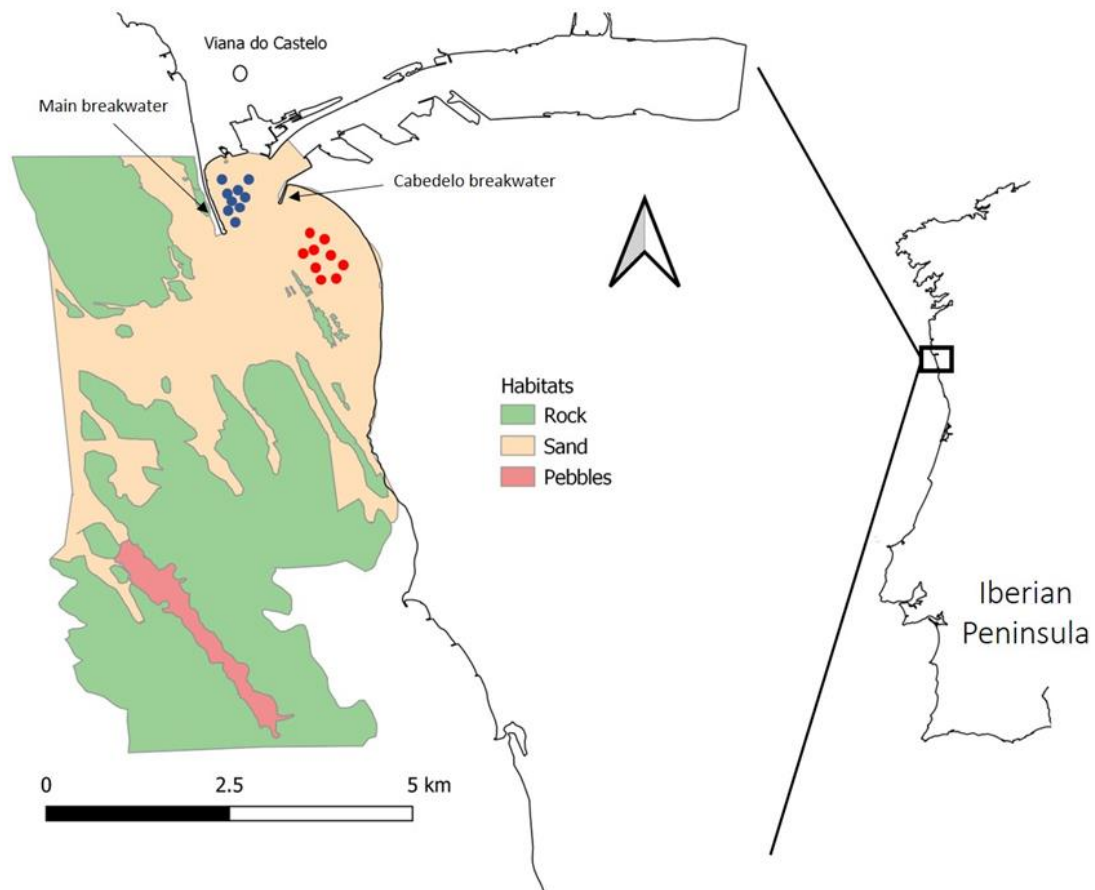 Viana do Castelo
Main breakwater
Cabedelo breakwater
Habitats
Rock
Sand
Pebbles
Iberian
Peninsula
0 2.5 5 km